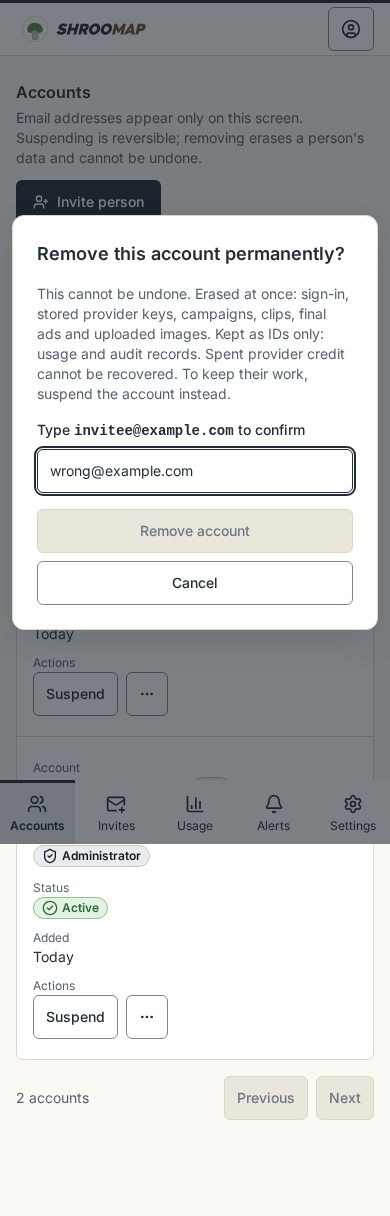 SHROOMAP
Accounts
Email addresses appear only on this screen.
Suspending is reversible; removing erases a person's
data and cannot be undone.
Invite person
Remove this account permanently?
This cannot be undone. Erased at once: sign-in,
stored provider keys, campaigns, clips, final
ads and uploaded images. Kept as IDs only:
usage and audit records. Spent provider credit
cannot be recovered. To keep their work,
suspend the account instead.
Type invitee@example.com to confirm
wrong@example.com
Remove account
Cancel
Today
Actions
Suspend ...
Account
Accounts Invites Usage Alerts Settings
Administrator
Status
Active
Added
Today
Actions
Suspend ...
2 accounts Previous Next